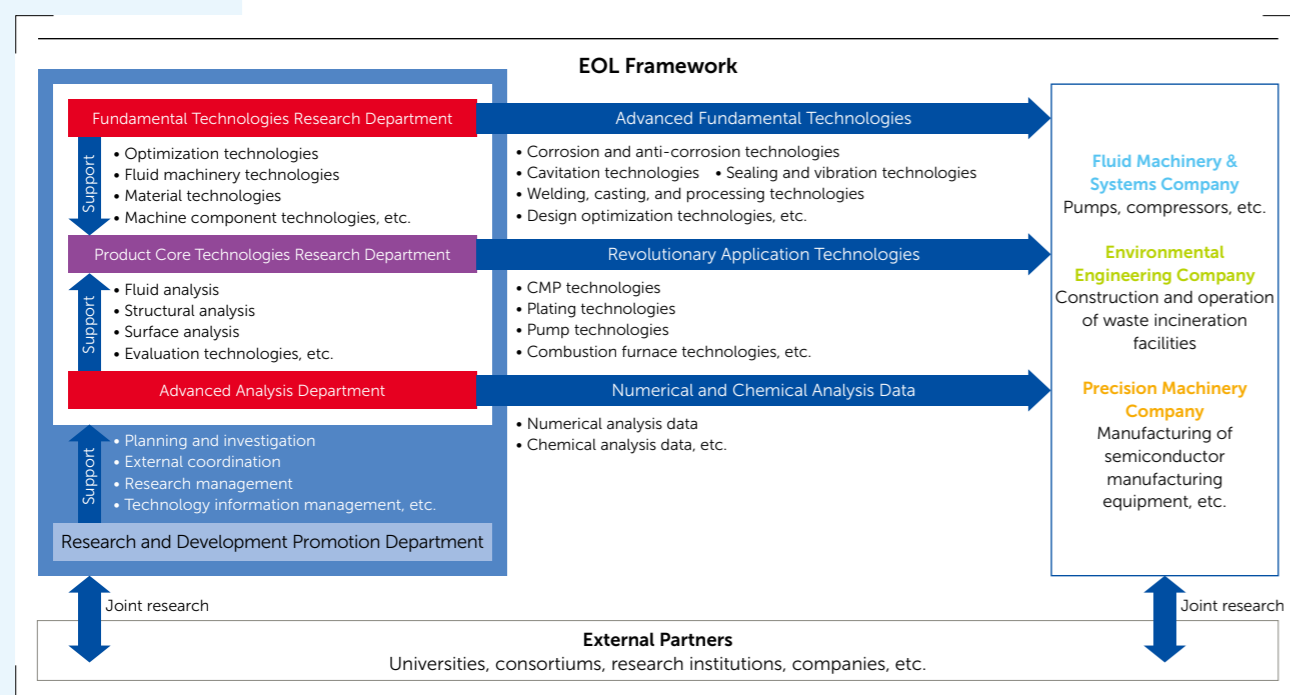 EOL Framework
Fundamental Technologies Research Department
Support
• Optimization technologies
• Fluid machinery technologies
• Material technologies
• Machine component technologies, etc.
Product Core Technologies Research Department
Support
• Fluid analysis
• Structural analysis
• Surface analysis
• Evaluation technologies, etc.
Advanced Analysis Department
Support
• Planning and investigation
• External coordination
• Research management
• Technology information management, etc.
Research and Development Promotion Department
Advanced Fundamental Technologies
• Corrosion and anti-corrosion technologies
• Cavitation technologies • Sealing and vibration technologies
• Welding, casting, and processing technologies
• Design optimization technologies, etc.
Revolutionary Application Technologies
• CMP technologies
• Plating technologies
• Pump technologies
• Combustion furnace technologies, etc.
Numerical and Chemical Analysis Data
• Numerical analysis data
• Chemical analysis data, etc.
Fluid Machinery &
Systems Company
Pumps, compressors, etc.
Environmental
Engineering Company
Construction and operation
of waste incineration
facilities
Precision Machinery
Company
Manufacturing of
semiconductor
manufacturing
equipment, etc.
Joint research
Joint research
External Partners
Universities, consortiums, research institutions, companies, etc.